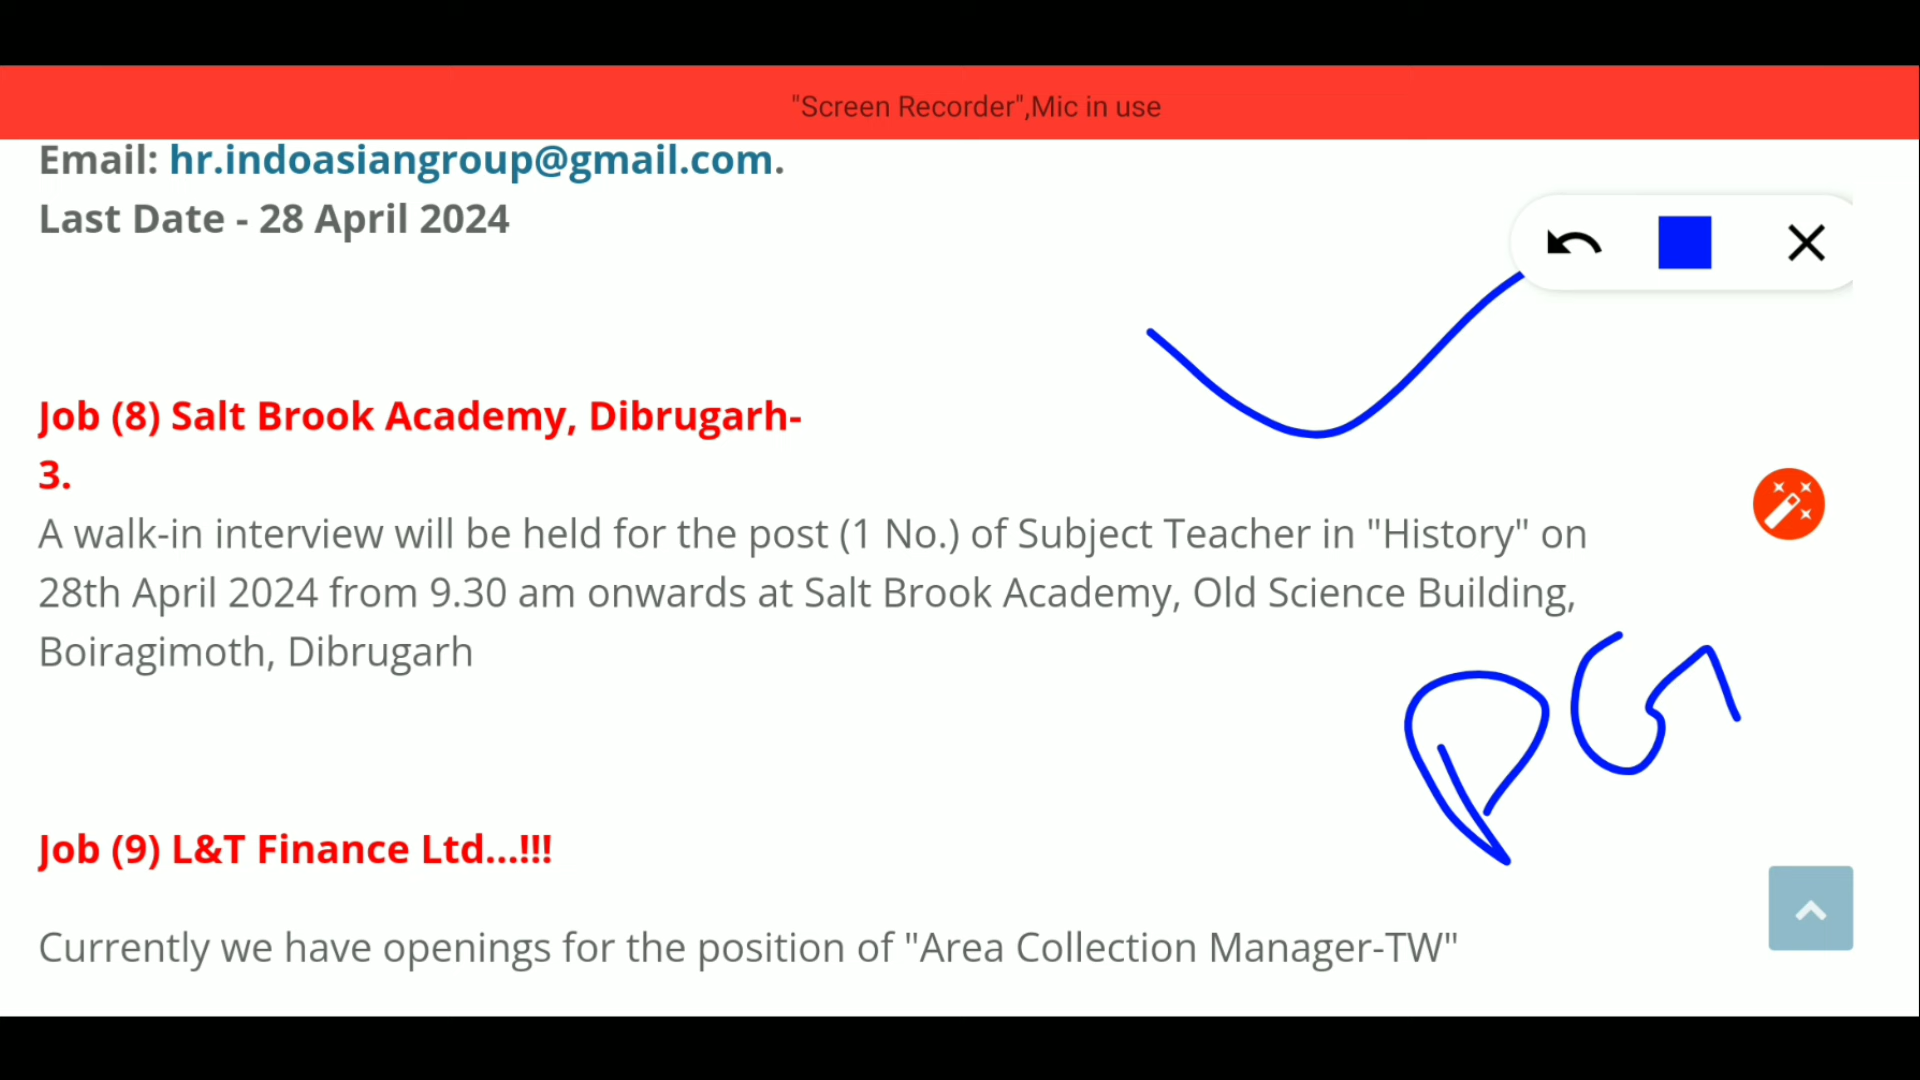 "Screen Recorder",Mic in use
Email: hr.indoasiangroup@gmail.com.
Last Date - 28 April 2024
Job (8) Salt Brook Academy, Dibrugarh-
3.
A walk-in interview will be held for the post (1 No.) of Subject Teacher in "History" on
28th April 2024 from 9.30 am onwards at Salt Brook Academy, Old Science Building,
Boiragimoth, Dibrugarh
PG
Job (9) L&T Finance Ltd...!!!
Currently we have openings for the position of "Area Collection Manager-TW"